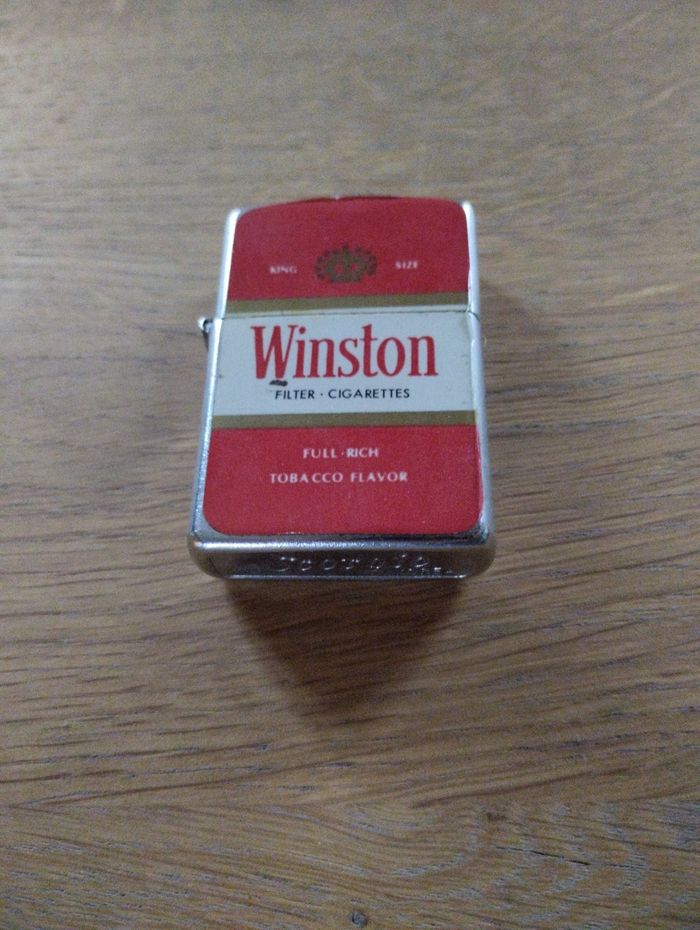 KING SIZE
Winston
FILTER · CIGARETTES
FULL · RICH
TOBACCO FLAVOR